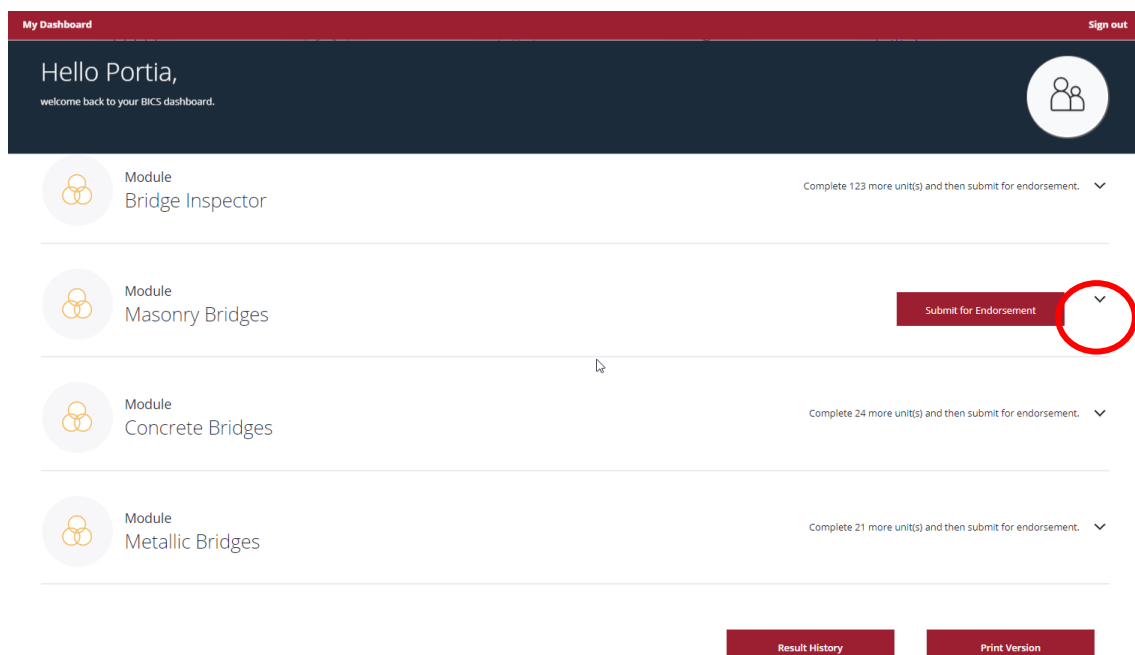 My Dashboard
Sign out
Hello Portia,
welcome back to your BICS dashboard.
Module
Bridge Inspector
Complete 123 more unit(s) and then submit for endorsement.
Module
Masonry Bridges
Submit for Endorsement
Module
Concrete Bridges
Complete 24 more unit(s) and then submit for endorsement.
Module
Metallic Bridges
Complete 21 more unit(s) and then submit for endorsement.
Result History
Print Version